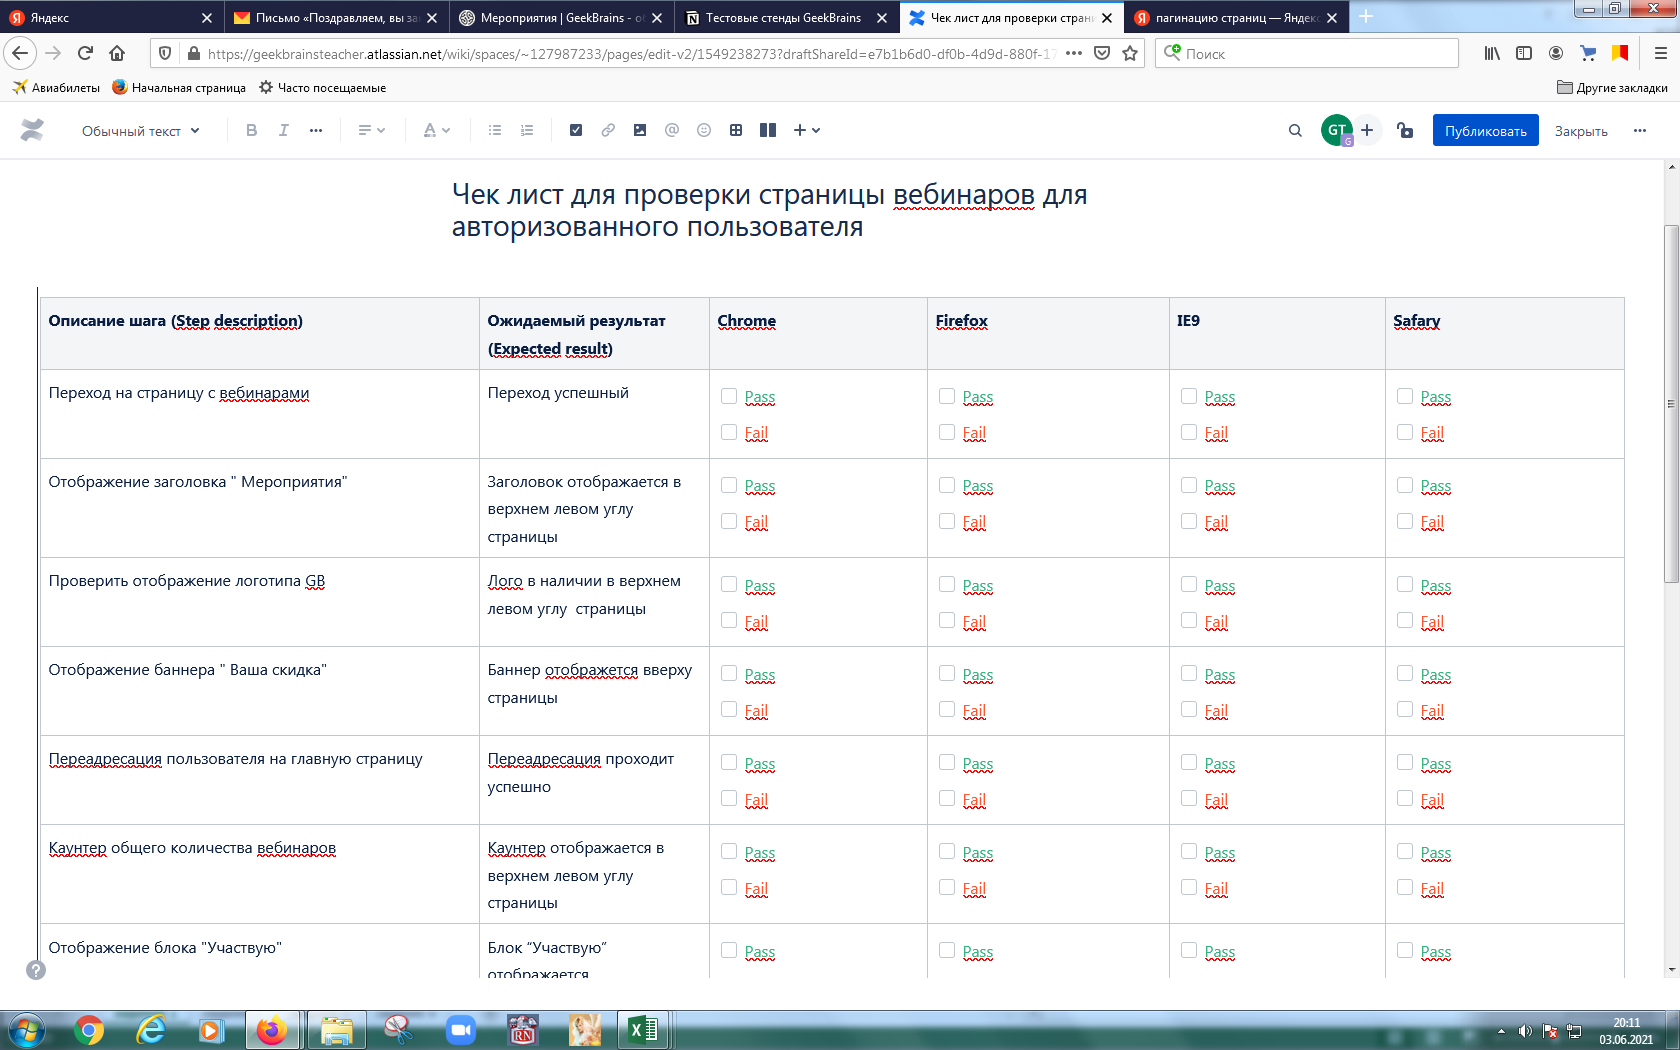 Яндекс
Письмо «Поздравляем, вы за
Мероприятия | GeekBrains - о
Тестовые стенды GeekBrains
Чек лист для проверки стран
пагинацию страниц — Яндекс
https://geekbrainsteacher.atlassian.net/wiki/spaces/~127987233/pages/edit-v2/1549238273?draftShareId=e7b1b6d0-df0b-4d9d-880f-17
Поиск
Авиабилеты
Начальная страница
Часто посещаемые
Другие закладки
Обычный текст
B I
A
GT
G
Публиковать
Закрыть
Чек лист для проверки страницы вебинаров для
авторизованного пользователя
Описание шага (Step description)
Ожидаемый результат
(Expected result)
Chrome
Firefox
IE9
Safary
Переход на страницу с вебинарами
Переход успешный
Pass Pass Pass Pass
Fail Fail Fail Fail
Отображение заголовка " Мероприятия"
Заголовок отображается в
верхнем левом углу
страницы
Pass Pass Pass Pass
Fail Fail Fail Fail
Проверить отображение логотипа GB
Лого в наличии в верхнем
левом углу  страницы
Pass Pass Pass Pass
Fail Fail Fail Fail
Отображение баннера " Ваша скидка"
Баннер отображется вверху
страницы
Pass Pass Pass Pass
Fail Fail Fail Fail
Переадресация пользователя на главную страницу
Переадресация проходит
успешно
Pass Pass Pass Pass
Fail Fail Fail Fail
Каунтер общего количества вебинаров
Каунтер отображается в
верхнем левом углу
страницы
Pass Pass Pass Pass
Fail Fail Fail Fail
Отображение блока "Участвую"
Блок “Участвую”
отображается
Pass Pass Pass Pass
?
RN
20:11
03.06.2021